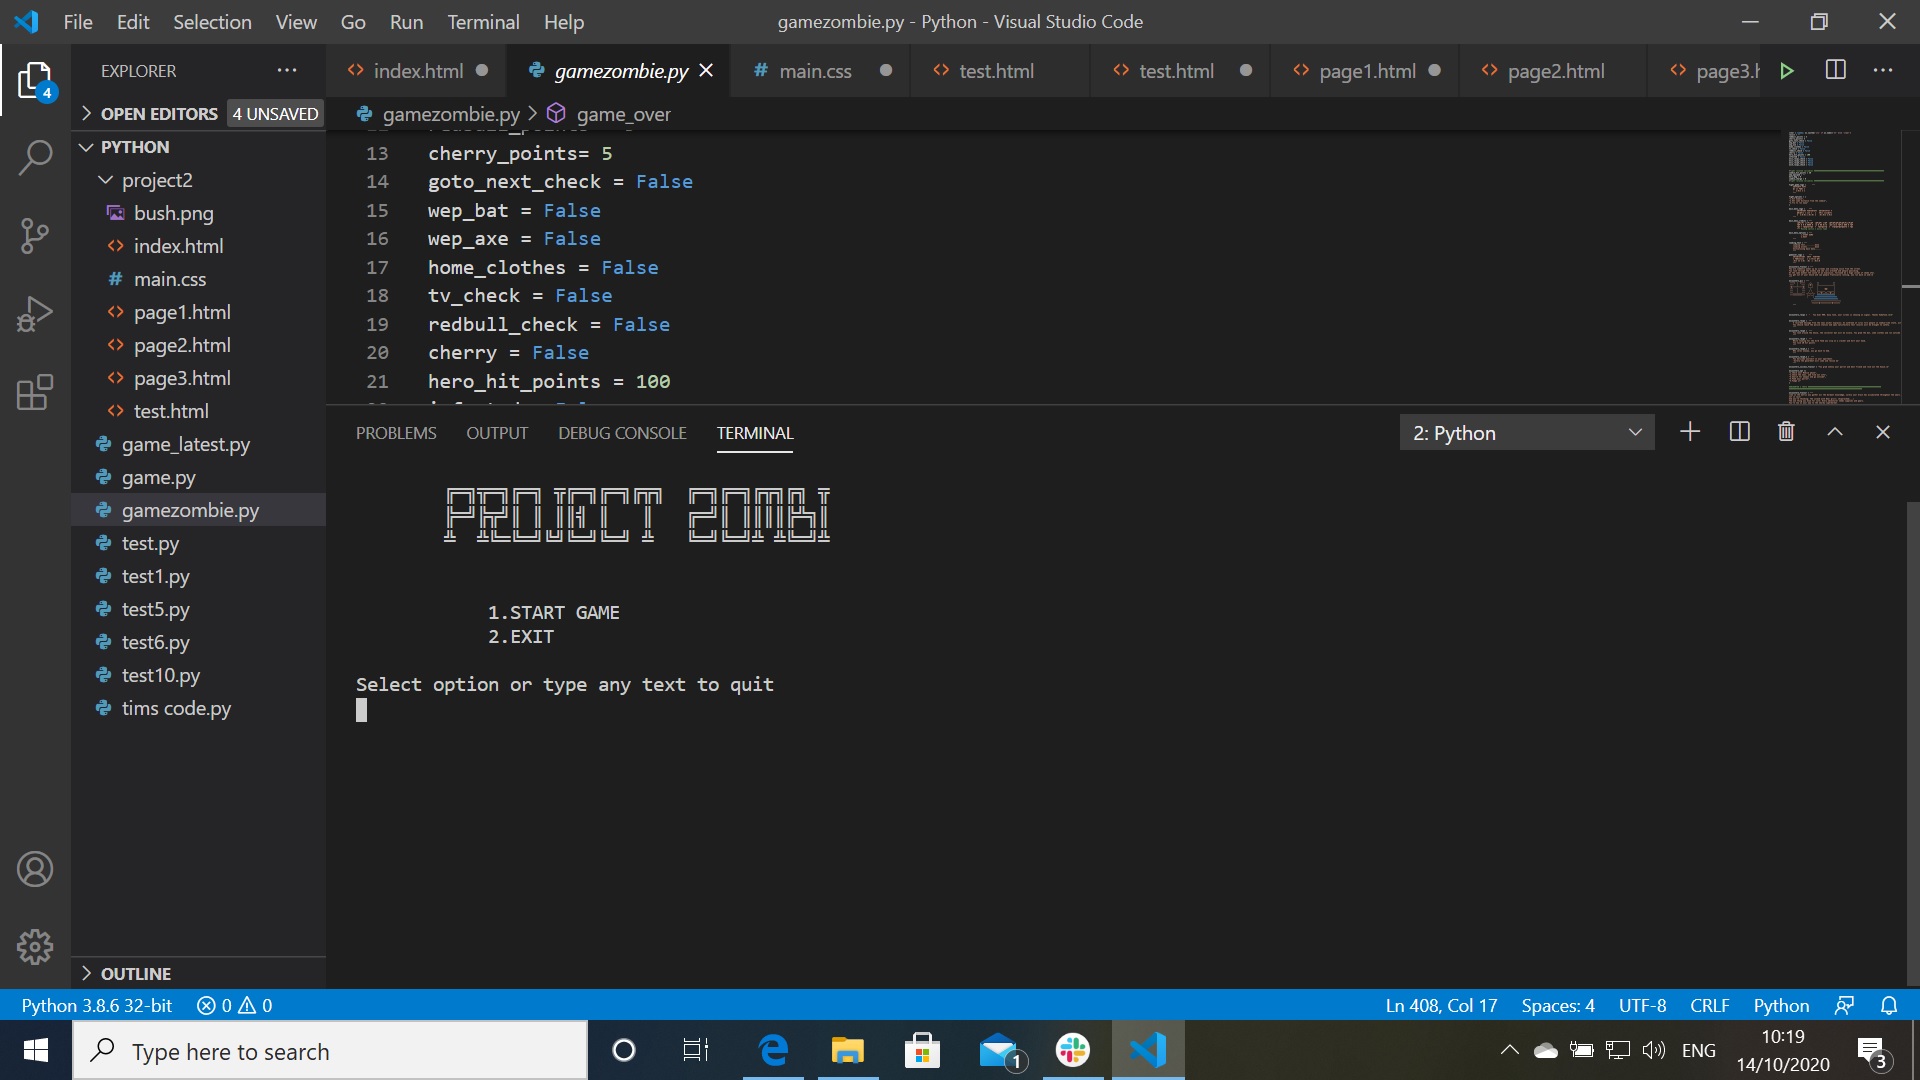 File Edit Selection View Go Run Terminal Help
gamezombie.py - Python - Visual Studio Code
EXPLORER
4
OPEN EDITORS 4 UNSAVED
PYTHON
project2
bush.png
index.html
main.css
page1.html
page2.html
page3.html
test.html
game_latest.py
game.py
gamezombie.py
test.py
test1.py
test5.py
test6.py
test10.py
tims code.py
OUTLINE
index.html gamezombie.py # main.css test.html test.html page1.html page2.html page3.h
gamezombie.py > game_over
13 cherry_points= 5
14 goto_next_check = False
15 wep_bat = False
16 wep_axe = False
17 home_clothes = False
18 tv_check = False
19 redbull_check = False
20 cherry = False
21 hero_hit_points = 100
PROBLEMS OUTPUT DEBUG CONSOLE TERMINAL
2: Python
PROJECT ZOMBI
1.START GAME
2.EXIT
Select option or type any text to quit
Python 3.8.6 32-bit 0 0
Ln 408, Col 17 Spaces: 4 UTF-8 CRLF Python
Type here to search
1
ENG
10:19
14/10/2020
3